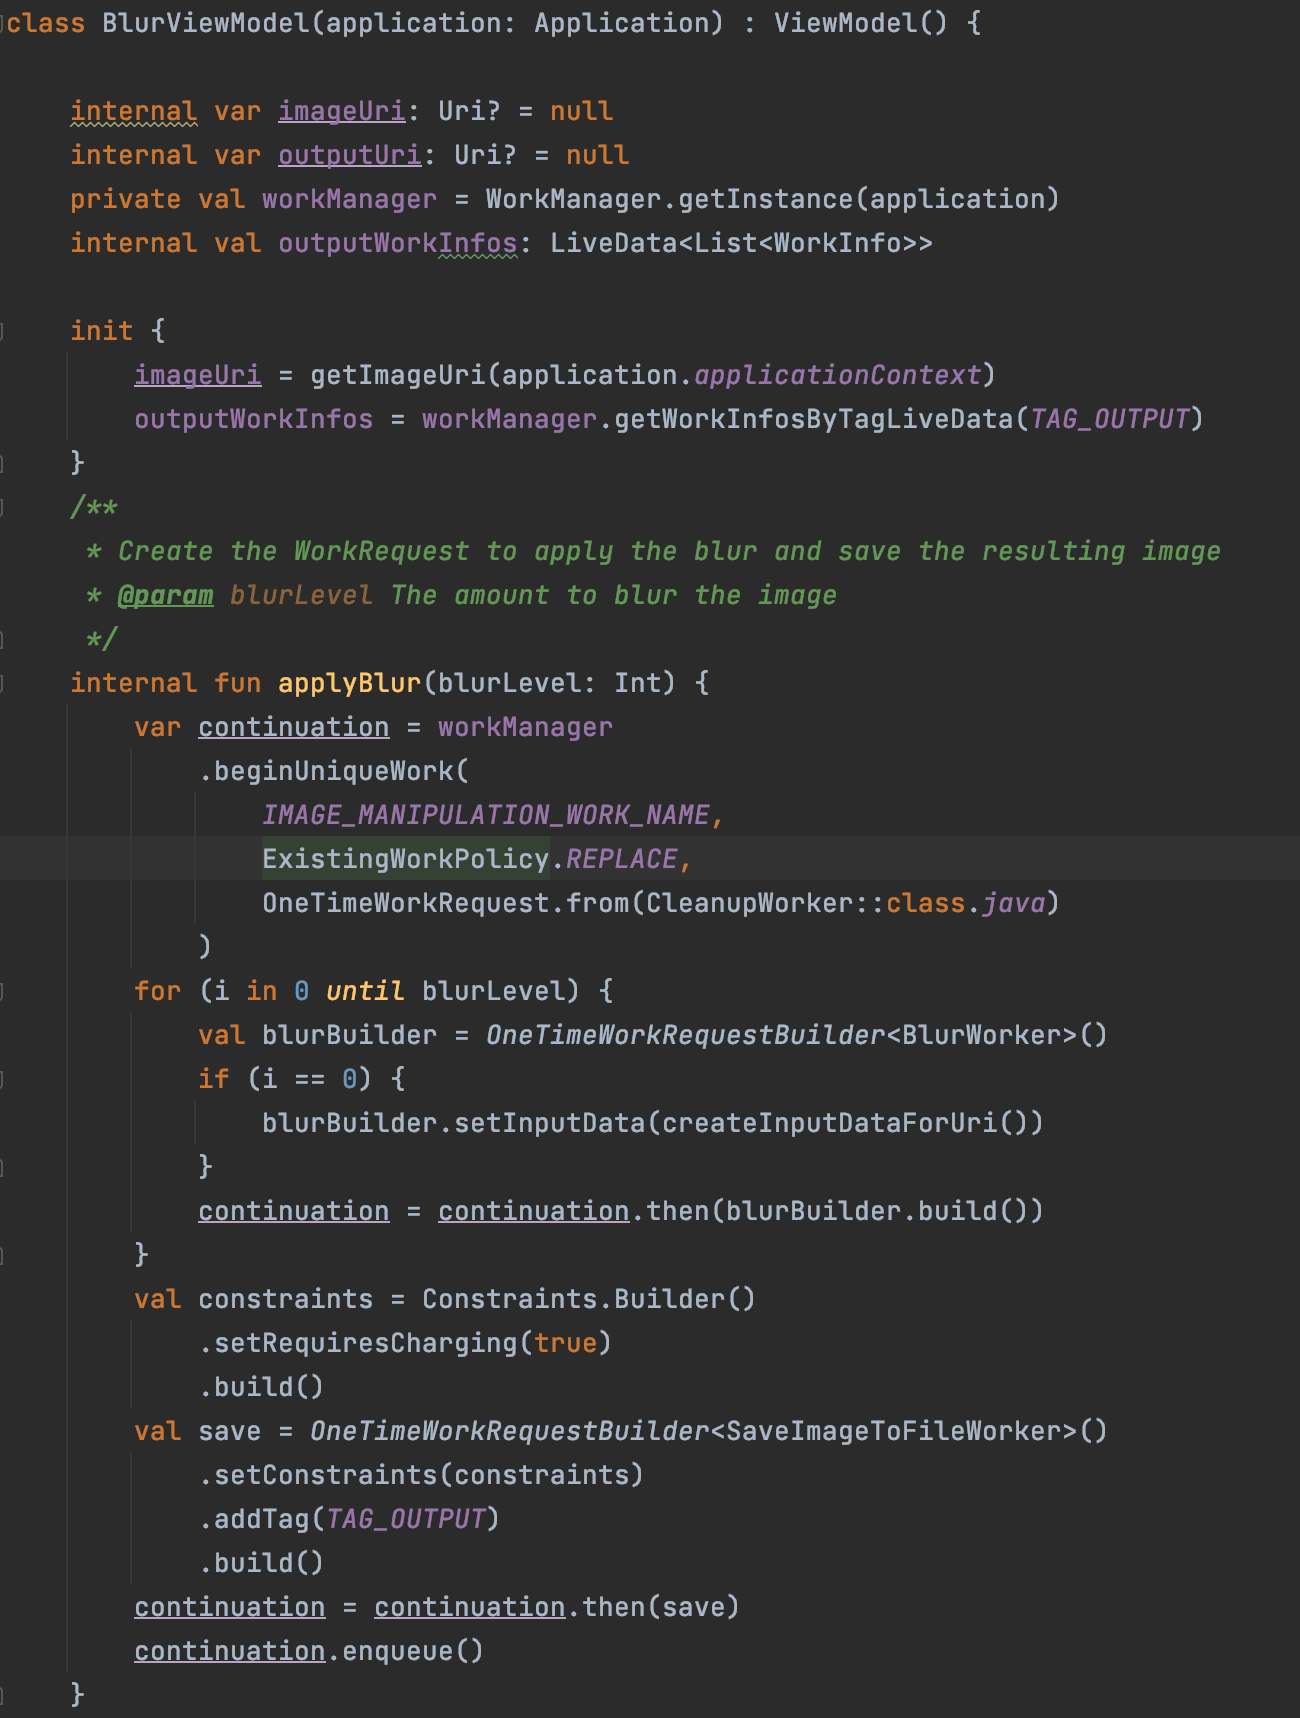 class BlurViewModel(application: Application) : ViewModel() {
internal var imageUri: Uri? = null
internal var outputUri: Uri? = null
private val workManager = WorkManager.getInstance(application)
internal val outputWorkInfos: LiveData<List<WorkInfo>>
init {
imageUri = getImageUri(application.applicationContext)
outputWorkInfos = workManager.getWorkInfosByTagLiveData(TAG_OUTPUT)
}
/**
* Create the WorkRequest to apply the blur and save the resulting image
* @param blurLevel The amount to blur the image
*/
internal fun applyBlur(blurLevel: Int) {
var continuation = workManager
.beginUniqueWork(
IMAGE_MANIPULATION_WORK_NAME,
ExistingWorkPolicy.REPLACE,
OneTimeWorkRequest.from(CleanupWorker::class.java)
)
for (i in 0 until blurLevel) {
val blurBuilder = OneTimeWorkRequestBuilder<BlurWorker>()
if (i == 0) {
blurBuilder.setInputData(createInputDataForUri())
}
continuation = continuation.then(blurBuilder.build())
}
val constraints = Constraints.Builder()
.setRequiresCharging(true)
.build()
val save = OneTimeWorkRequestBuilder<SaveImageToFileWorker>()
.setConstraints(constraints)
.addTag(TAG_OUTPUT)
.build()
continuation = continuation.then(save)
continuation.enqueue()
}